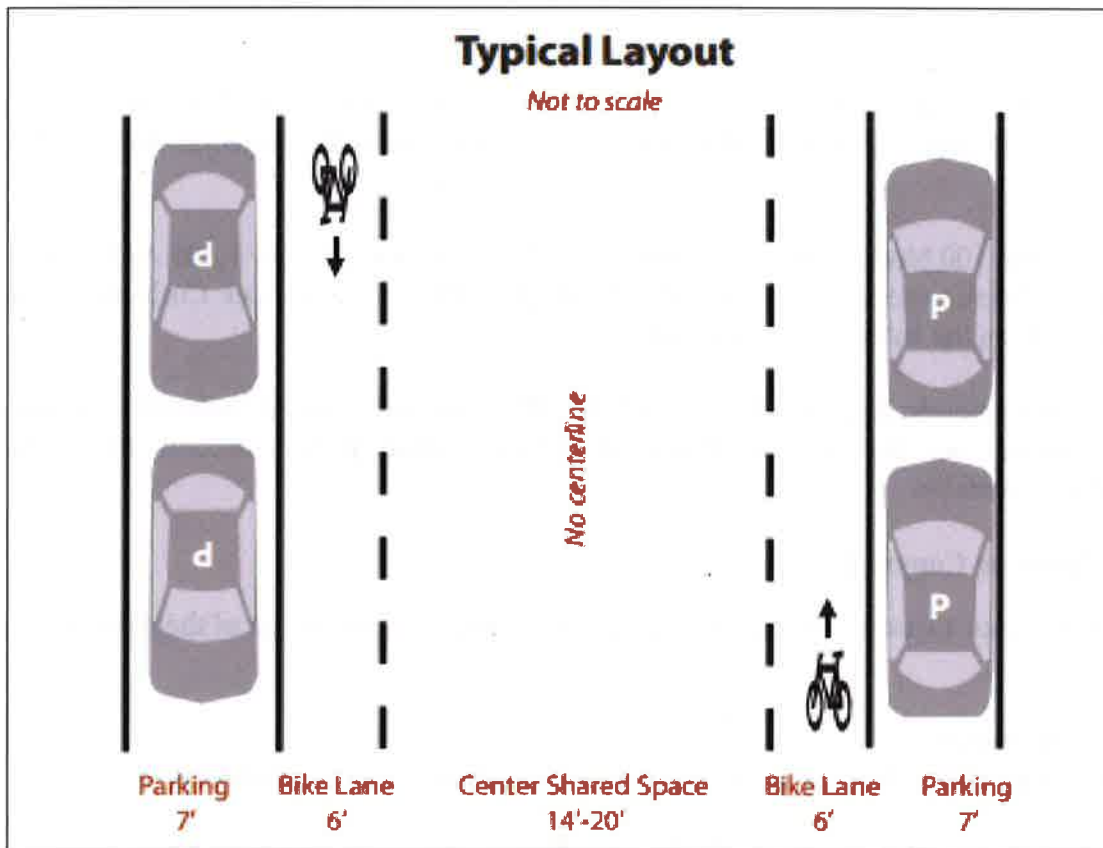 Typical Layout
Not to scale
P
P
P
P
No centerline
Parking
7'
Bike Lane
6'
Center Shared Space
14'-20'
Bike Lane
6'
Parking
7'